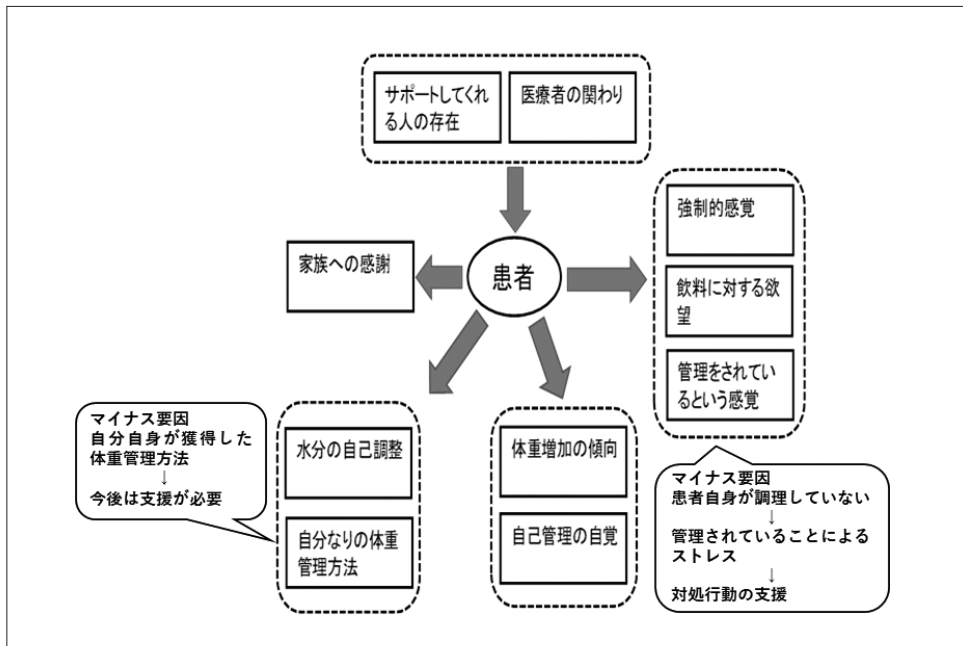 サポートしてくれ
る人の存在
医療者の関わり
強制的感覚
飲料に対する欲
望
管理をされてい
るという感覚
家族への感謝
患者
マイナス要因
自分自身が獲得した
体重管理方法
↓
今後は支援が必要
水分の自己調整
自分なりの体重
管理方法
体重増加の傾向
自己管理の自覚
マイナス要因
患者自身が調理していない
↓
管理されていることによる
ストレス
↓
対処行動の支援